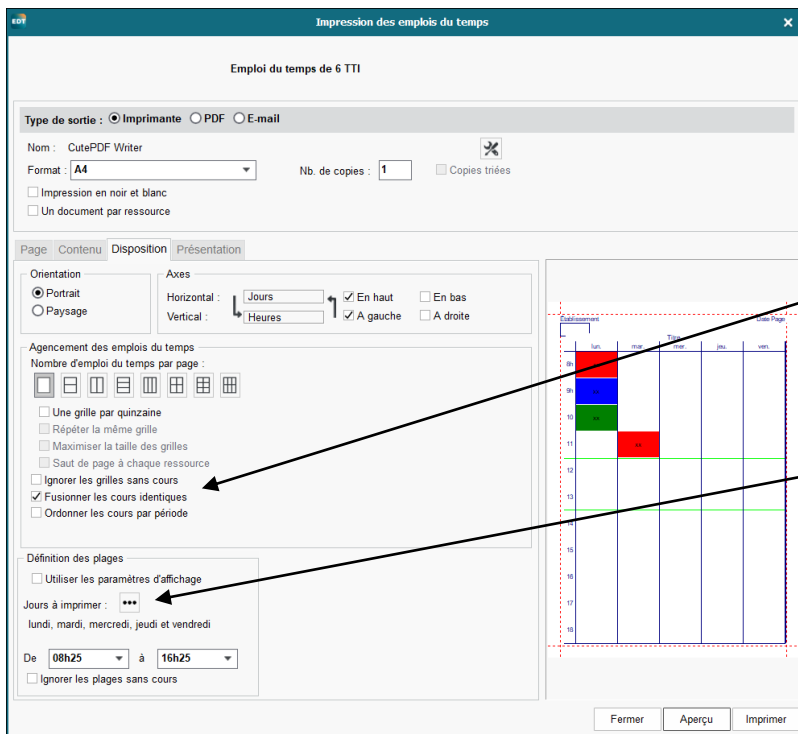 EDT Impression des emplois du temps
Emploi du temps de 6 TTI
Type de sortie : Imprimante PDF E-mail
Nom : CutePDF Writer
Format : A4 Nb. de copies : 1 Copies triées
Impression en noir et blanc
Un document par ressource
Page Contenu Disposition Présentation
Orientation
Portrait
Paysage
Axes
Horizontal : Jours En haut En bas
Vertical : Heures A gauche A droite
Agencement des emplois du temps
Nombre d'emploi du temps par page :
Une grille par quinzaine
Répéter la même grille
Maximiser la taille des grilles
Saut de page à chaque ressource
Ignorer les grilles sans cours
Fusionner les cours identiques
Ordonner les cours par période
Définition des plages
Utiliser les paramètres d'affichage
Jours à imprimer :
lundi, mardi, mercredi, jeudi et vendredi
De 08h25 à 16h25
Ignorer les plages sans cours
Etablissement Date Page
Titre
lun. mar. mer. jeu. ven.
8h
9h
10
11
12
13
14
15
16
17
18
Fermer Aperçu Imprimer